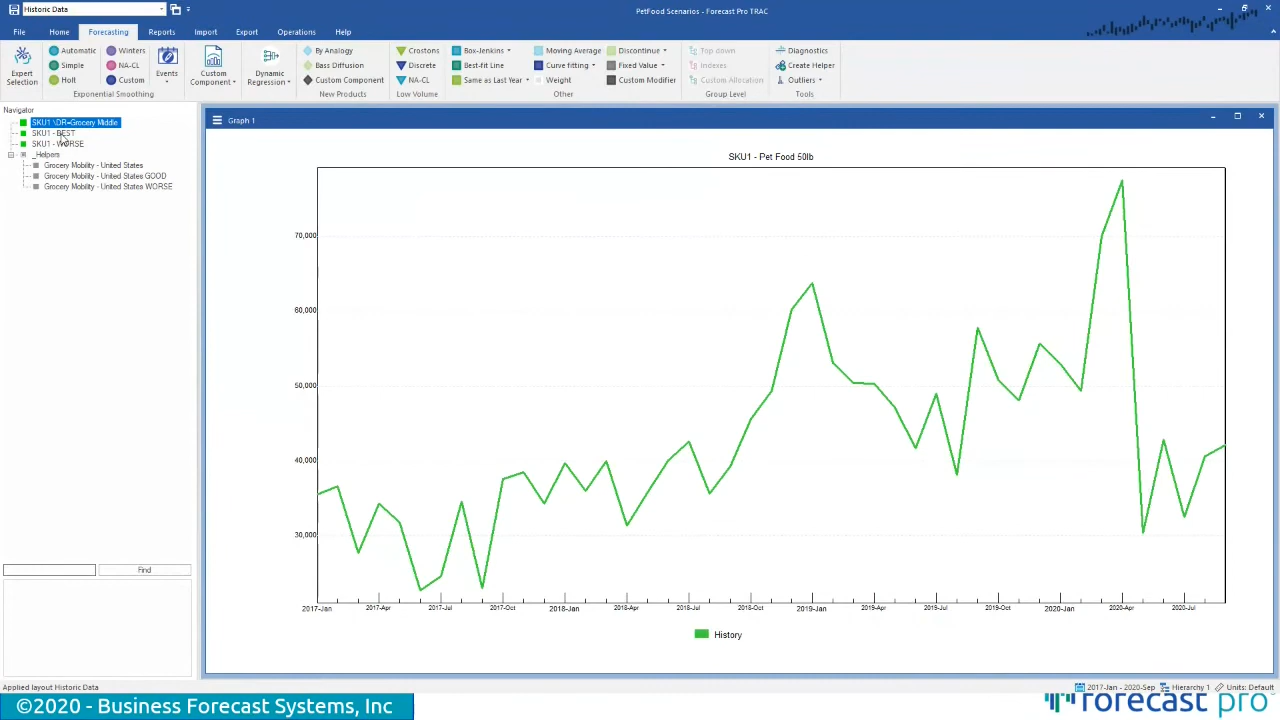 Historic Data
PetFood Scenarios - Forecast Pro TRAC
File Home Forecasting Reports Import Export Operations Help
Expert Selection
Automatic
Simple
Holt
Winters
NA-CL
Custom
Exponential Smoothing
Events
Custom Component
Dynamic Regression
By Analogy
Bass Diffusion
Custom Component
New Products
Crostons
Discrete
NA-CL
Low Volume
Box-Jenkins
Best-fit Line
Same as Last Year
Moving Average
Curve fitting
Weight
Discontinue
Fixed Value
Custom Modifier
Other
Top down
Indexes
Custom Allocation
Group Level
Diagnostics
Create Helper
Outliers
Tools
Navigator
SKU1 \DR=Grocery Middle
SKU1 - BEST
SKU1 - WORSE
_Helpers
Grocery Mobility - United States
Grocery Mobility - United States GOOD
Grocery Mobility - United States WORSE
Find
Graph 1
SKU1 - Pet Food 50lb
70,000
60,000
50,000
40,000
30,000
2017-Jan 2017-Apr 2017-Jul 2017-Oct 2018-Jan 2018-Apr 2018-Jul 2018-Oct 2019-Jan 2019-Apr 2019-Jul 2019-Oct 2020-Jan 2020-Apr 2020-Jul
History
Applied layout Historic Data
2017-Jan - 2020-Sep Hierarchy 1 Units: Default
©2020 - Business Forecast Systems, Inc
forecast pro